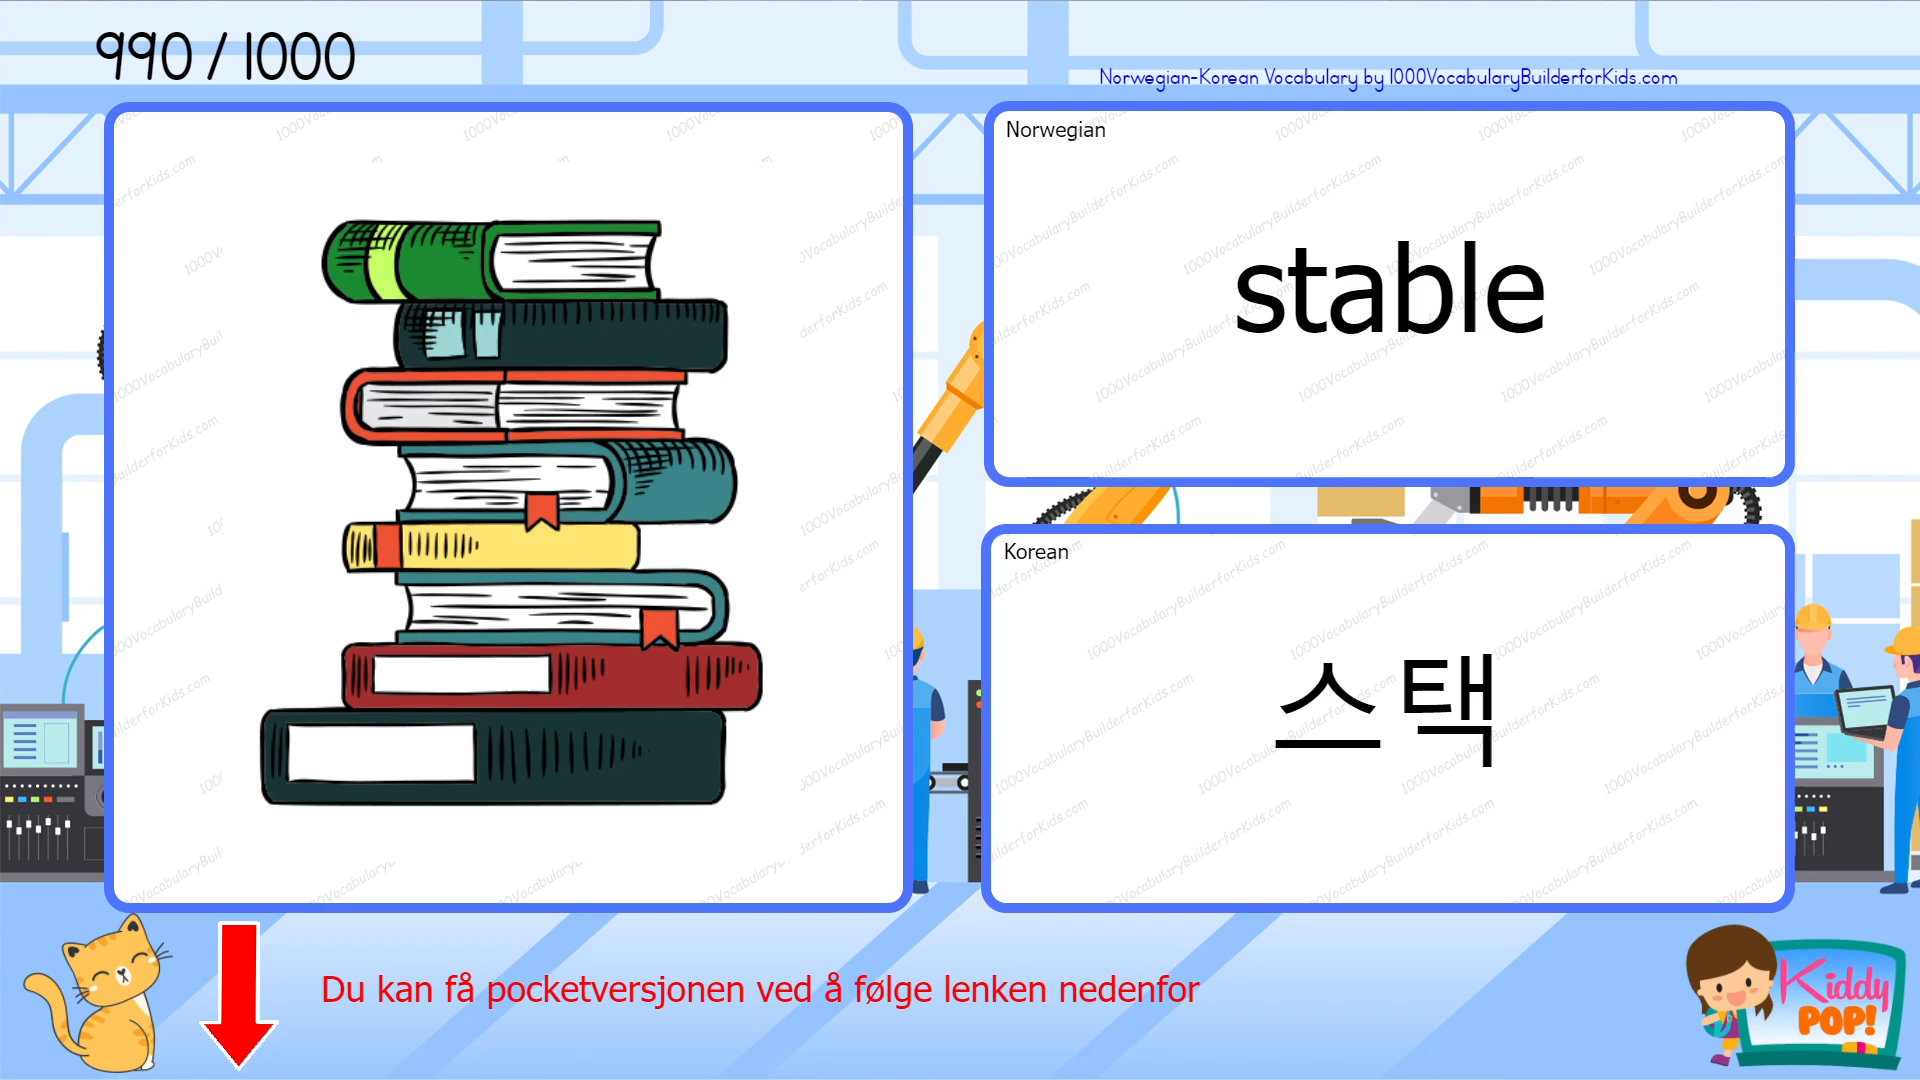 990 / 1000
Norwegian-Korean Vocabulary by 1000VocabularyBuilderforKids.com
Norwegian
stable
Korean
스택
Du kan få pocketversjonen ved å følge lenken nedenfor
Kiddy
POP!